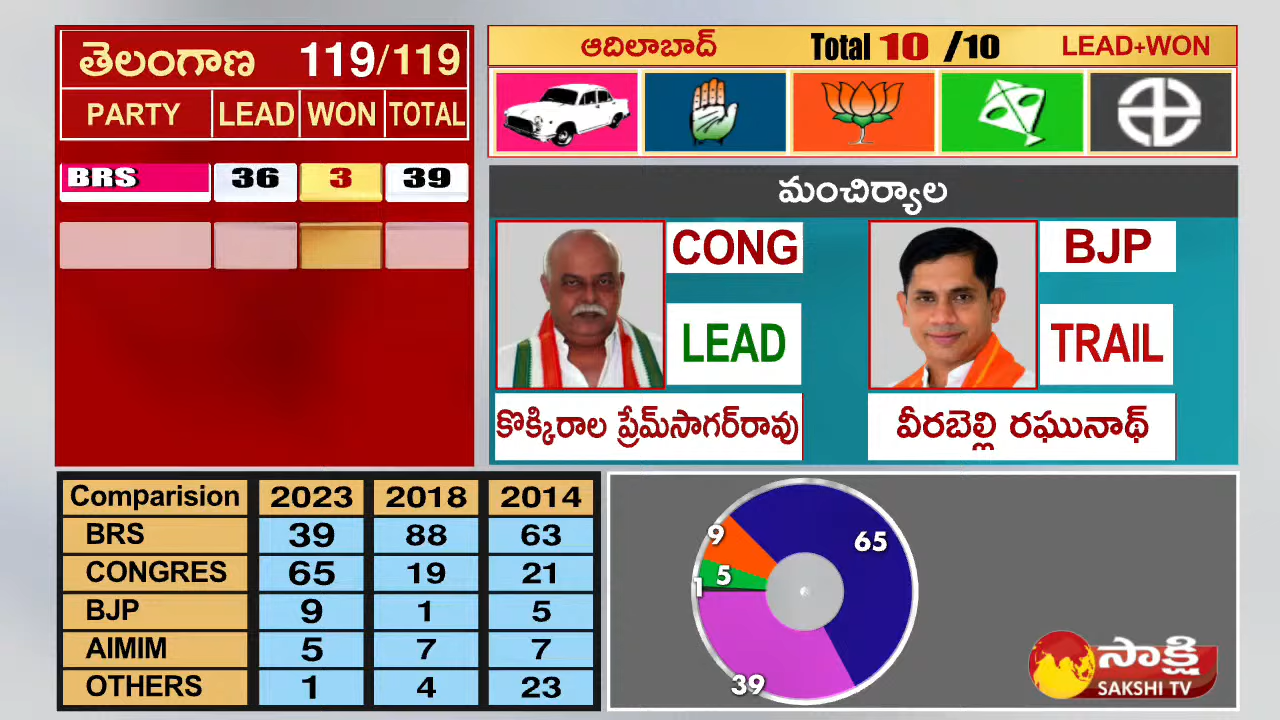 తెలంగాణ 119/119
PARTY LEAD WON TOTAL
BRS 36 3 39
ఆదిలాబాద్ Total 10 /10 LEAD+WON
మంచిర్యాల
CONG
LEAD
కొక్కిరాల ప్రేమ్‌సాగర్‌రావు
BJP
TRAIL
వీరబెల్లి రఘునాథ్
Comparision 2023 2018 2014
BRS 39 88 63
CONGRES 65 19 21
BJP 9 1 5
AIMIM 5 7 7
OTHERS 1 4 23
9
65
5
1
39
సాక్షి
SAKSHI TV